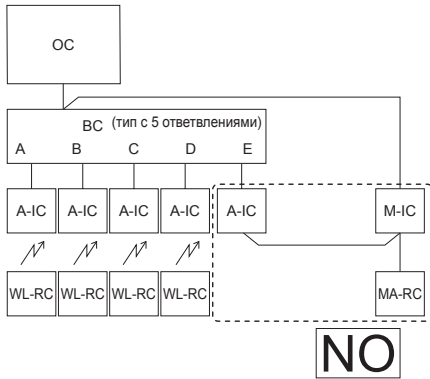 OC
BC (тип с 5 ответвлениями)
A B C D E
A-IC A-IC A-IC A-IC A-IC M-IC
WL-RC WL-RC WL-RC WL-RC MA-RC
NO